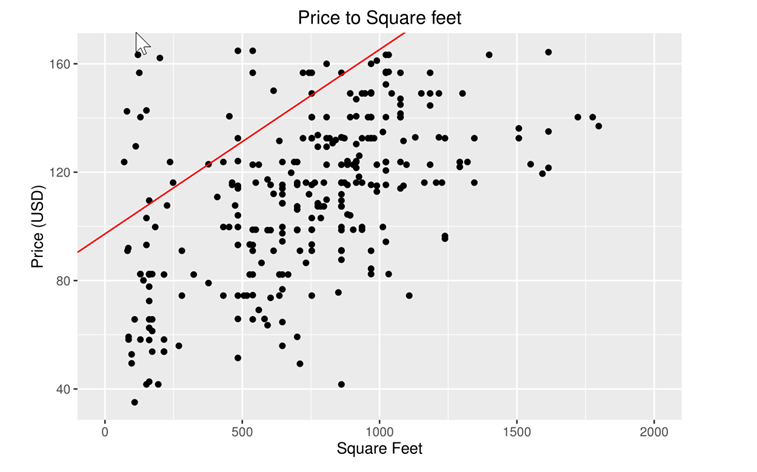 Price to Square feet
Price (USD)
160
120
80
40
0 500 1000 1500 2000
Square Feet